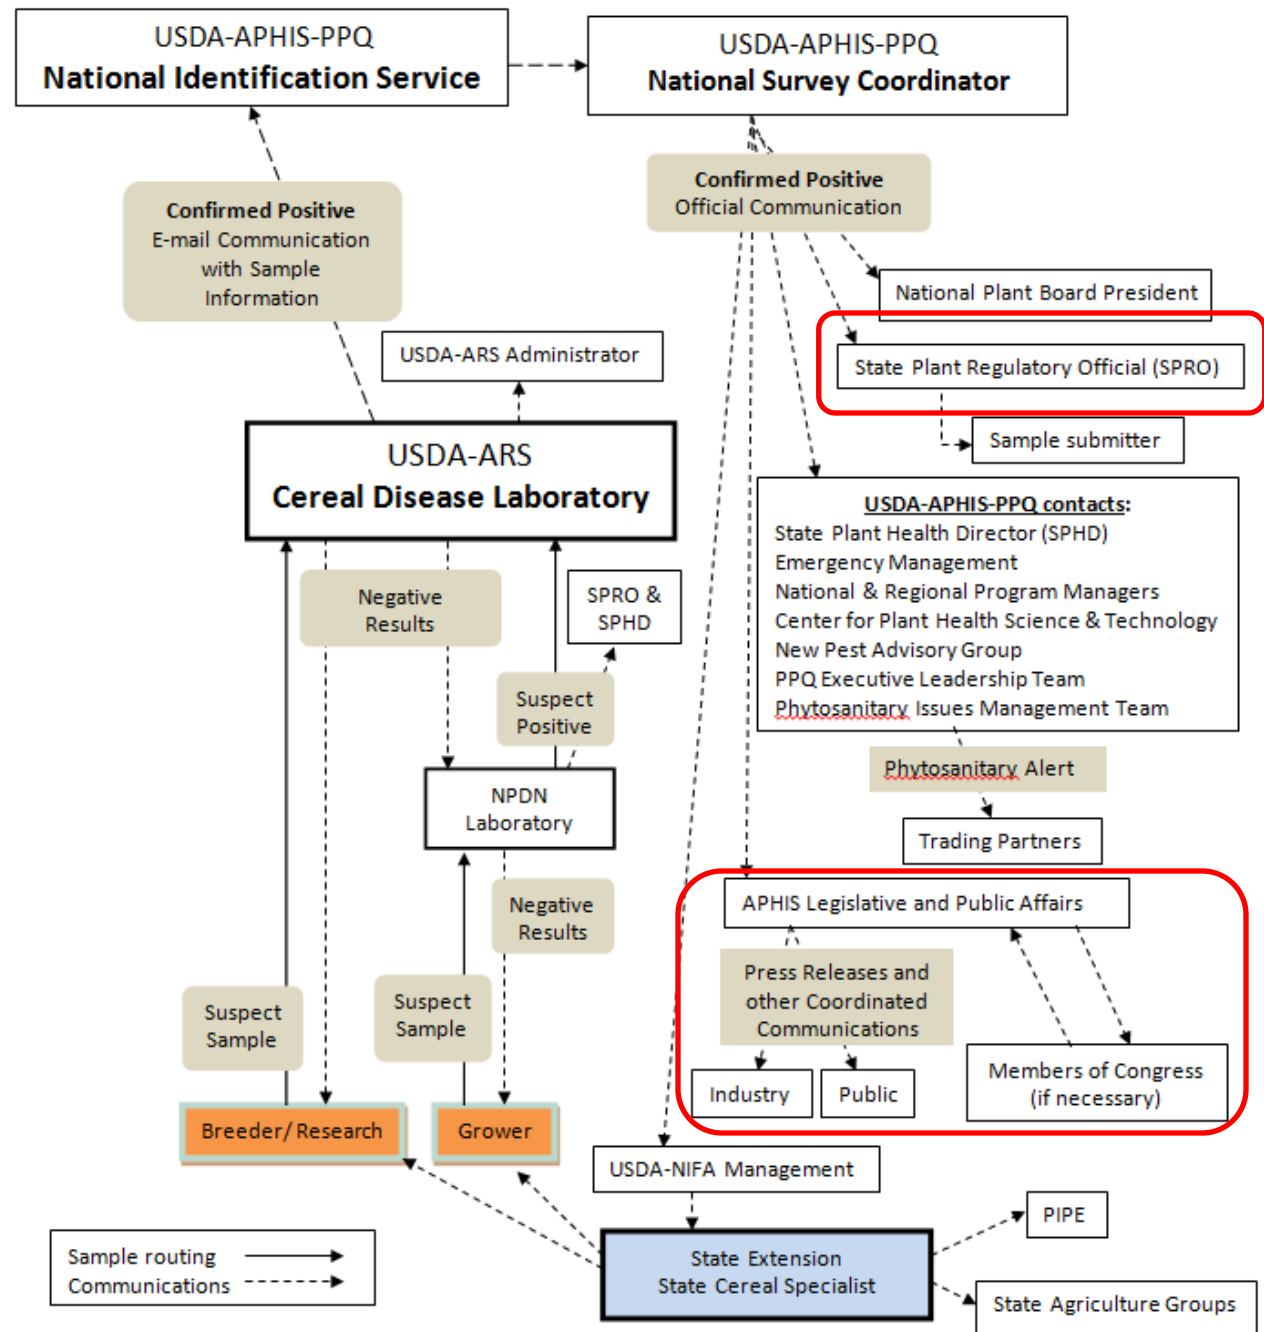 USDA-APHIS-PPQ
National Identification Service
USDA-APHIS-PPQ
National Survey Coordinator
Confirmed Positive
Official Communication
Confirmed Positive
E-mail Communication
with Sample
Information
National Plant Board President
USDA-ARS Administrator
State Plant Regulatory Official (SPRO)
Sample submitter
USDA-ARS
Cereal Disease Laboratory
USDA-APHIS-PPQ contacts:
State Plant Health Director (SPHD)
Emergency Management
National & Regional Program Managers
Center for Plant Health Science & Technology
New Pest Advisory Group
PPQ Executive Leadership Team
Phytosanitary Issues Management Team
Negative
Results
SPRO &
SPHD
Suspect
Positive
Phytosanitary Alert
NPDN
Laboratory
Trading Partners
APHIS Legislative and Public Affairs
Negative
Results
Press Releases and
other Coordinated
Communications
Suspect
Sample
Suspect
Sample
Members of Congress
(if necessary)
Industry
Public
Breeder/ Research
Grower
USDA-NIFA Management
PIPE
State Extension
State Cereal Specialist
State Agriculture Groups
Sample routing
Communications